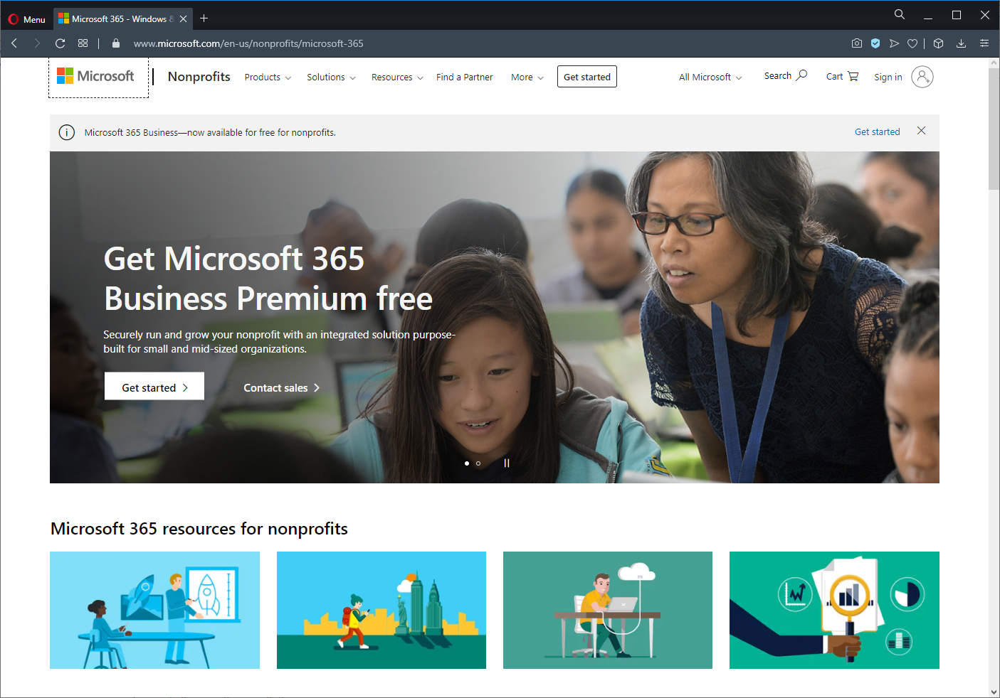 Menu
Microsoft 365 - Windows &
www.microsoft.com/en-us/nonprofits/microsoft-365
Microsoft
Nonprofits
Products
Solutions
Resources
Find a Partner
More
Get started
All Microsoft
Search
Cart
Sign in
Microsoft 365 Business—now available for free for nonprofits.
Get started
Get Microsoft 365
Business Premium free
Securely run and grow your nonprofit with an integrated solution purpose-
built for small and mid-sized organizations.
Get started
Contact sales
Microsoft 365 resources for nonprofits